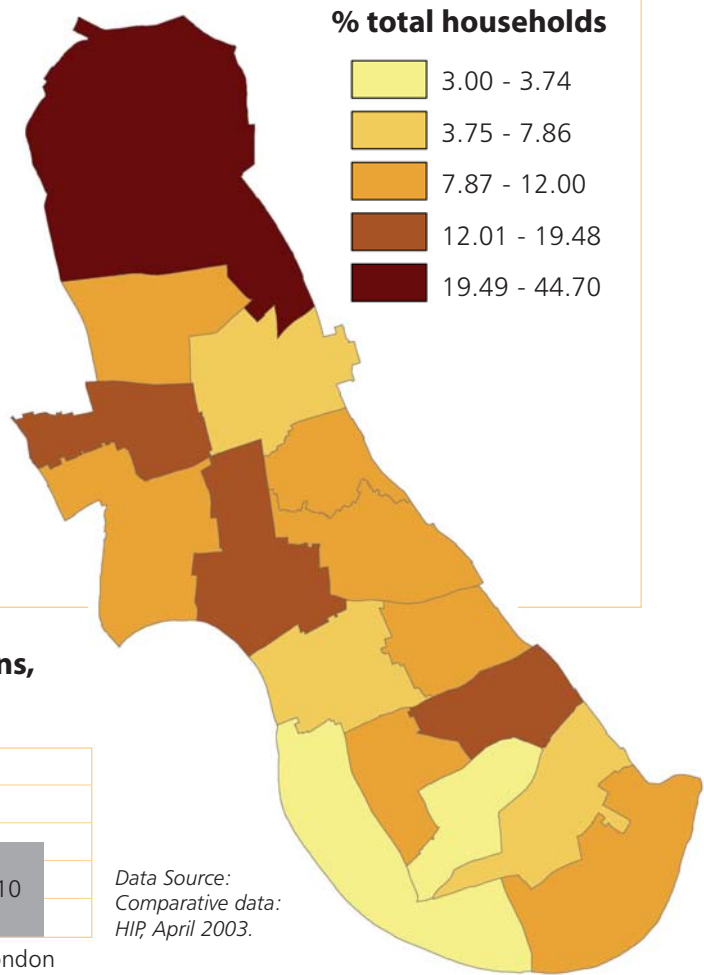 % total households
3.00 - 3.74
3.75 - 7.86
7.87 - 12.00
12.01 - 19.48
19.49 - 44.70
ns,
10
Data Source:
Comparative data:
HIP, April 2003.
ondon